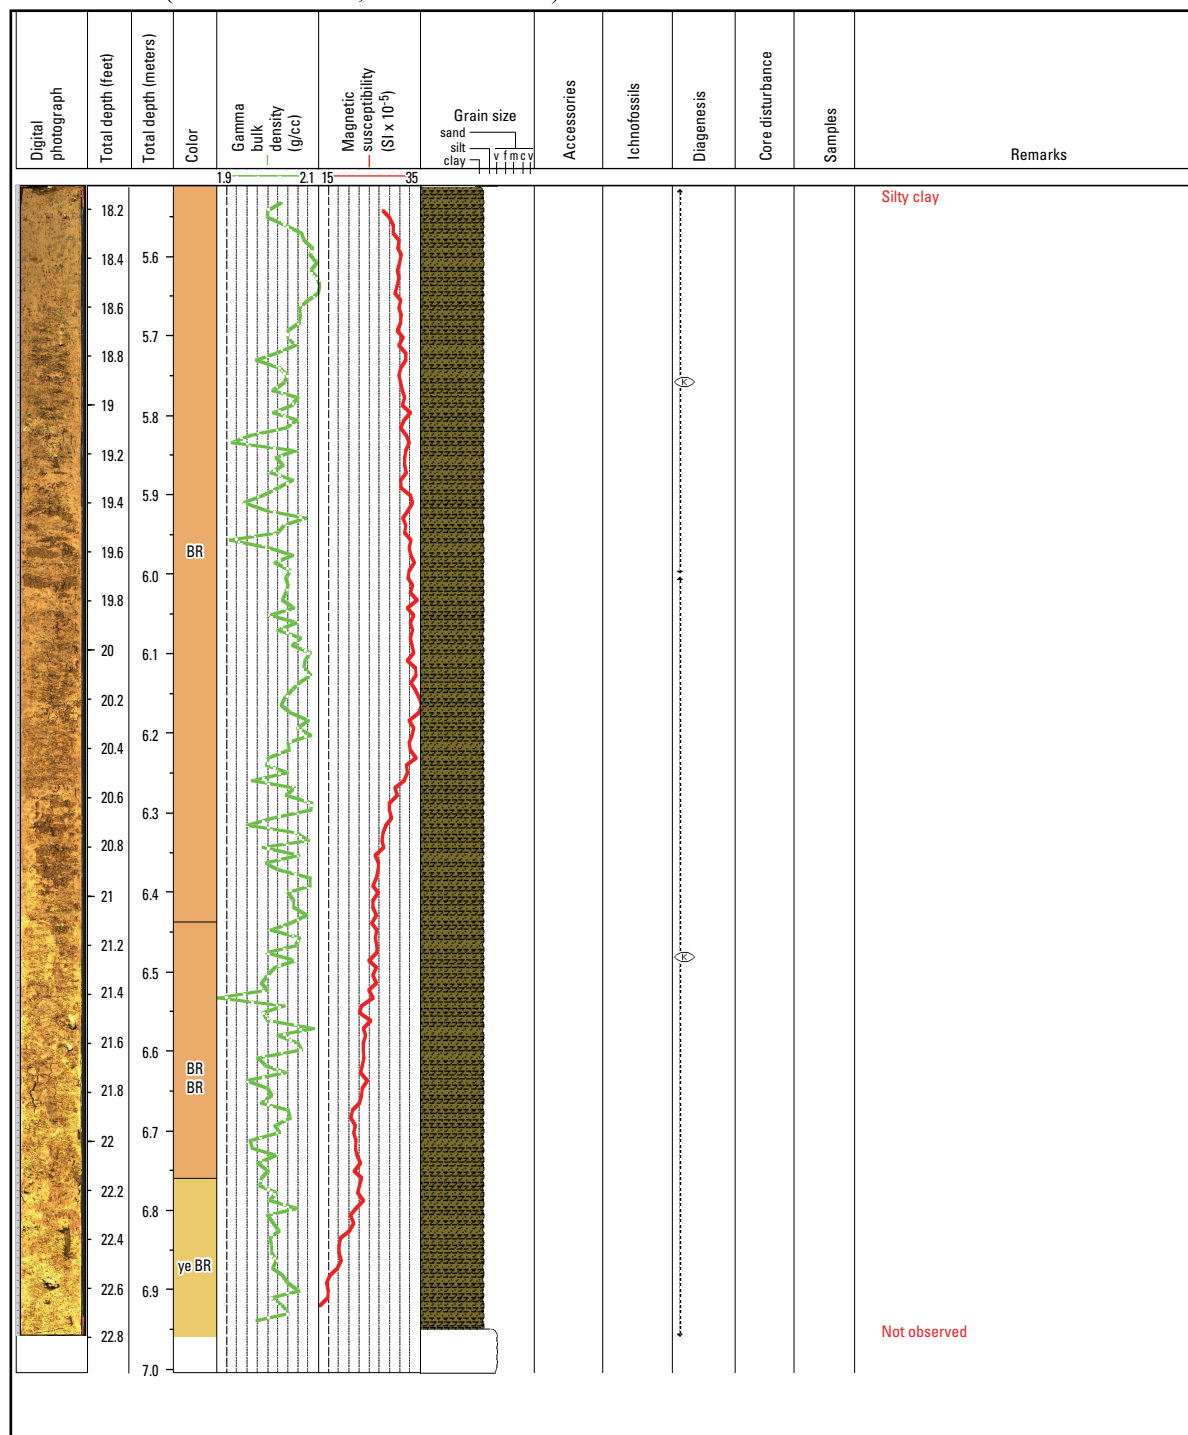 Digital
photograph
Total depth (feet)
Total depth (meters)
Color
Gamma
bulk
density
(g/cc)
Magnetic
susceptibility
(SI x 10-5)
Grain size
sand
silt
clay
v f m c v
Accessories
Ichnofossils
Diagenesis
Core disturbance
Samples
Remarks
1.9 2.1 15 35
Silty clay
18.2
5.6
18.4
18.6
5.7
18.8
K
19
5.8
19.2
5.9
19.4
BR
19.6
6.0
19.8
20
6.1
20.2
6.2
20.4
20.6
6.3
20.8
21
6.4
21.2
K
6.5
21.4
21.6
6.6
BR
BR
21.8
6.7
22
22.2
6.8
22.4
ye BR
22.6
6.9
22.8
Not observed
7.0